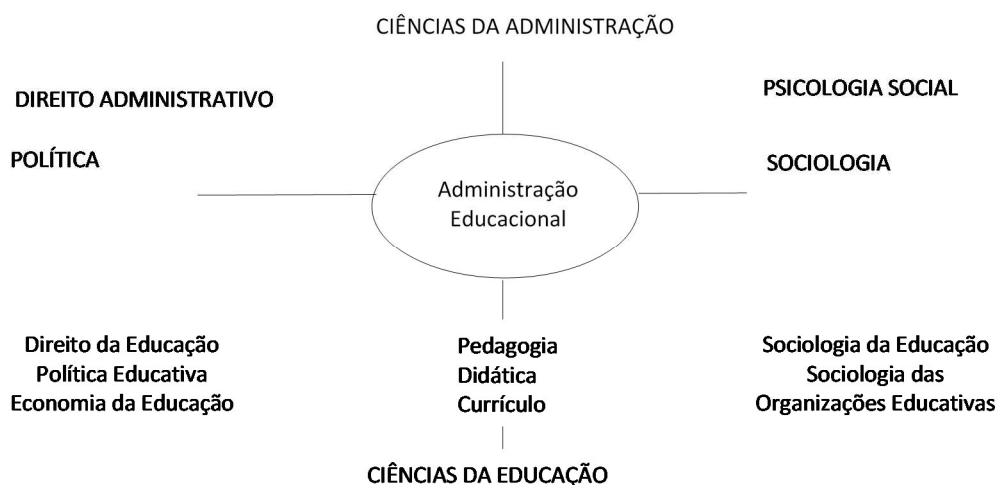 CIÊNCIAS DA ADMINISTRAÇÃO
DIREITO ADMINISTRATIVO
PSICOLOGIA SOCIAL
POLÍTICA
SOCIOLOGIA
Administração
Educacional
Direito da Educação
Política Educativa
Economia da Educação
Pedagogia
Didática
Currículo
Sociologia da Educação
Sociologia das
Organizações Educativas
CIÊNCIAS DA EDUCAÇÃO